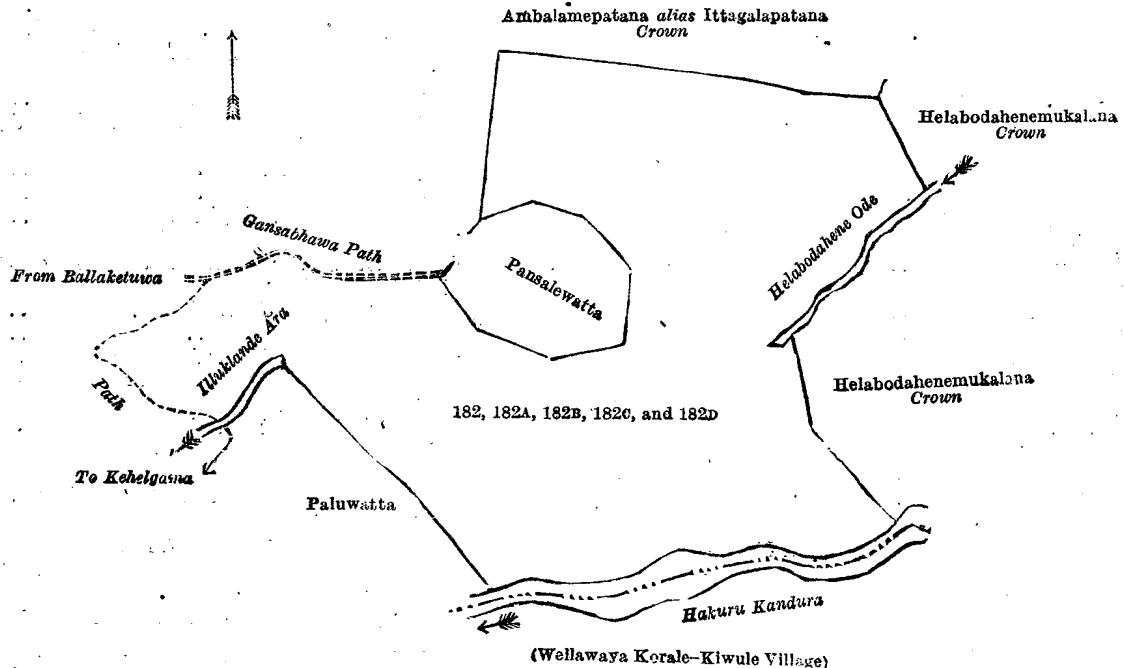 Ambalamepatana alias Ittagalapatana
Crown
Helabodahenemukalana
Crown
Gansabhawa Path
Helabodahene Ode
From Ballaketuwa
Pansalewatta
Illuklande Ara
Path
Helabodahenemukalana
Crown
182, 182A, 182B, 182C, and 182D
To Kehelgama
Paluwatta
Hakuru Kandura
(Wellawaya Korale–Kiwule Village)